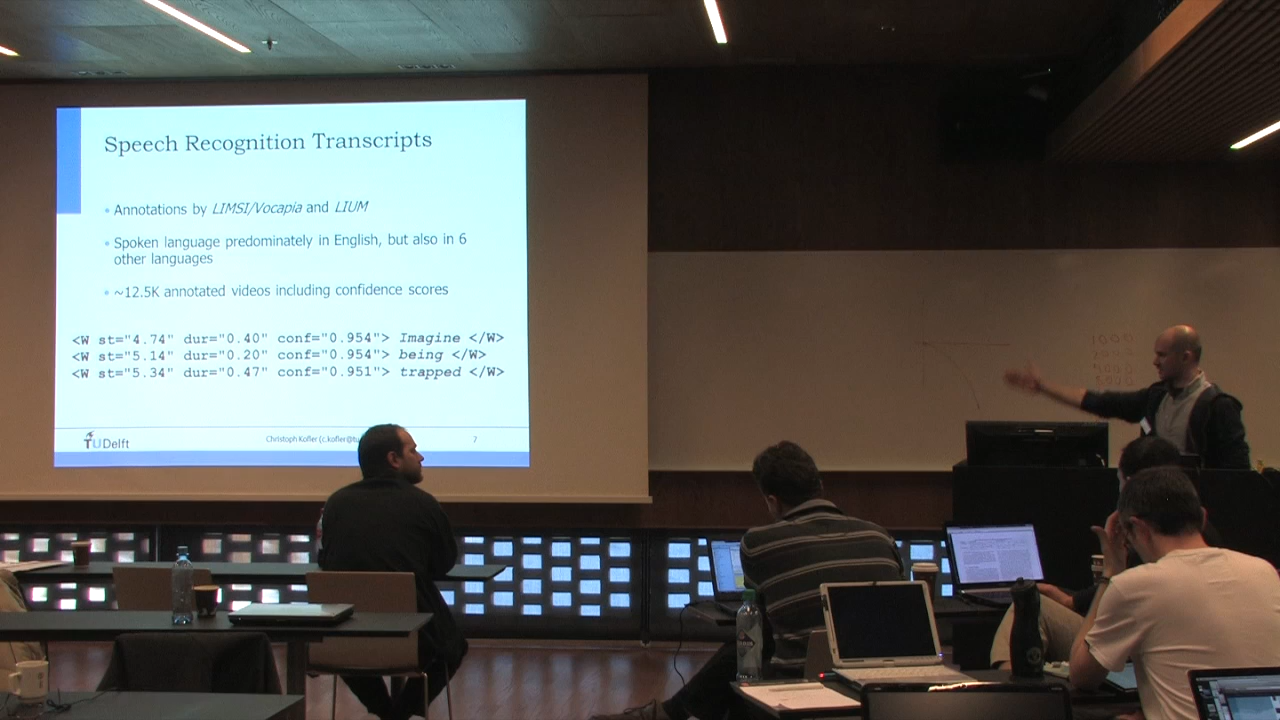 Speech Recognition Transcripts
Annotations by LIMSI/Vocapia and LIUM
Spoken language predominately in English, but also in 6
other languages
~12.5K annotated videos including confidence scores
<W st="4.74" dur="0.40" conf="0.954"> Imagine </W>
<W st="5.14" dur="0.20" conf="0.954"> being </W>
<W st="5.34" dur="0.47" conf="0.951"> trapped </W>
TUDelft
Christoph Kofler (c.kofler@tu
7
1000